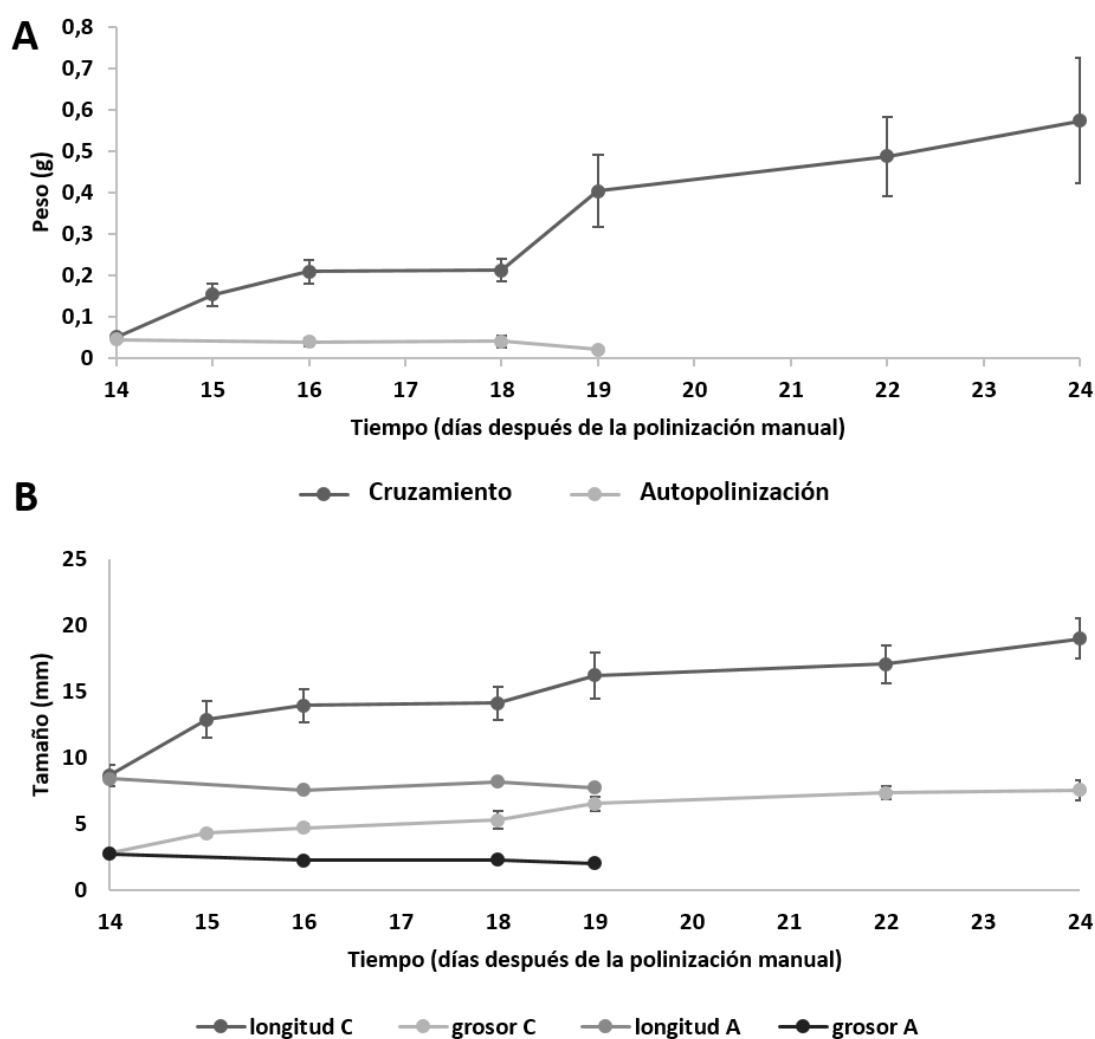 A
0,8
0,7
0,6
0,5
0,4
0,3
0,2
0,1
0
Peso (g)
14 15 16 17 18 19 20 21 22 23 24
Tiempo (días después de la polinización manual)
Cruzamiento Autopolinización
B
25
20
15
10
5
0
Tamaño (mm)
14 15 16 17 18 19 20 21 22 23 24
Tiempo (días después de la polinización manual)
longitud C grosor C longitud A grosor A